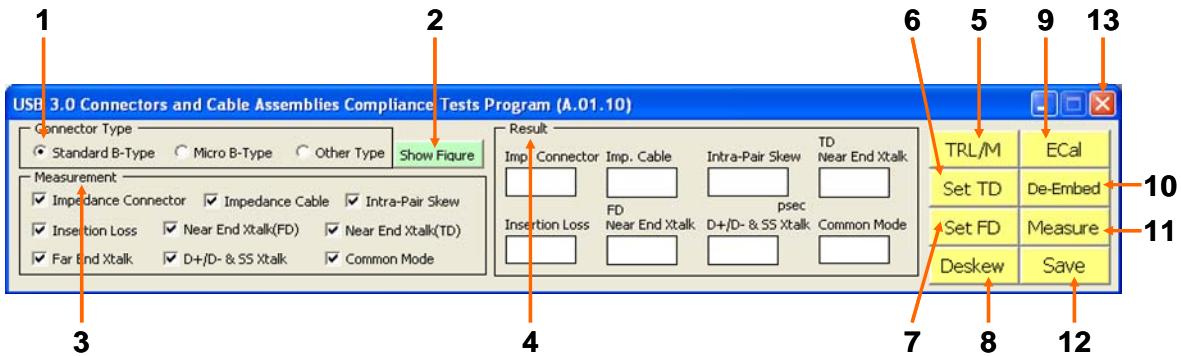 1 2 6 5 9 13
USB 3.0 Connectors and Cable Assemblies Compliance Tests Program (A.01.10)
Connector Type
Standard B-Type Micro B-Type Other Type
Show Figure
Measurement
Impedance Connector Impedance Cable Intra-Pair Skew
Insertion Loss Near End Xtalk(FD) Near End Xtalk(TD)
Far End Xtalk D+/D- & SS Xtalk Common Mode
Result
Imp. Connector Imp. Cable Intra-Pair Skew TD
Near End Xtalk
psec
Insertion Loss FD
Near End Xtalk D+/D- & SS Xtalk Common Mode
TRL/M ECal
Set TD De-Embed
Set FD Measure
Deskew Save
10
11
3 4 7 8 12